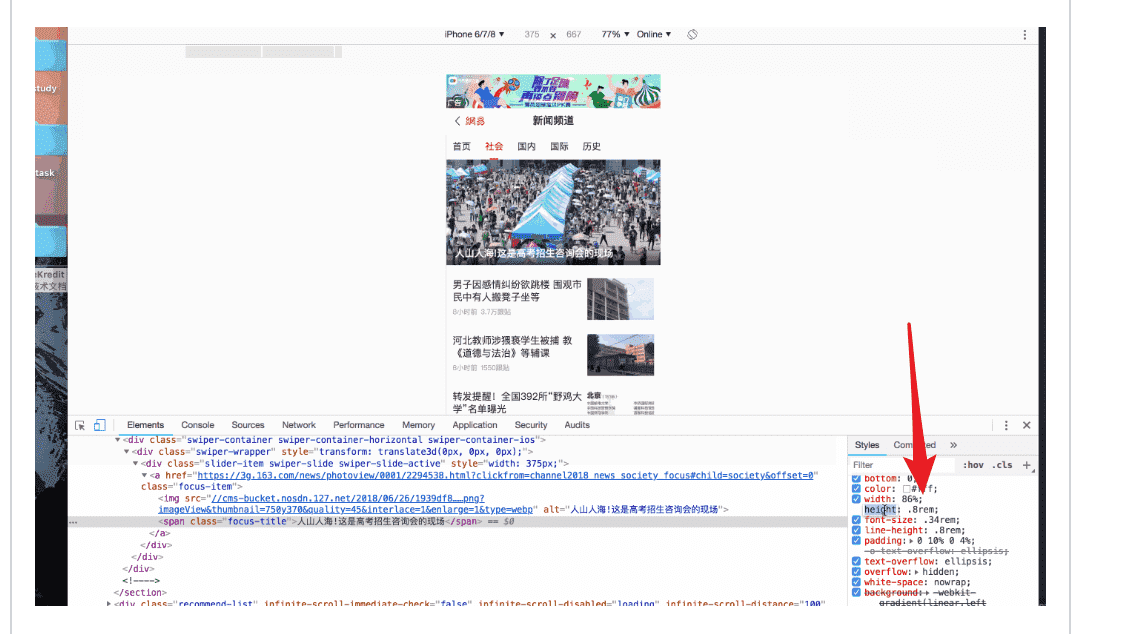 iPhone 6/7/8 ▼ 375 × 667 77% ▼ Online ▼
study
task
Kredit
技术文档
广告
网易
新闻频道
首页 社会 国内 国际 历史
人山人海!这是高考招生咨询会的现场
男子因感情纠纷欲跳楼 围观市
民中有人搬凳子坐等
8小时前 3.7万跟贴
河北教师涉猥亵学生被捕 教
《道德与法治》等辅课
8小时前 1550跟贴
转发提醒！全国392所"野鸡大
学"名单曝光
北京
Elements Console Sources Network Performance Memory Application Security Audits
<div class="swiper-container swiper-container-horizontal swiper-container-ios">
<div class="swiper-wrapper" style="transform: translate3d(0px, 0px, 0px);">
<div class="slider-item swiper-slide swiper-slide-active" style="width: 375px;">
<a href="https://3g.163.com/news/photoview/0001/2294538.html?clickfrom=channel2018_news_society_focus#child=society&offset=0"
class="focus-item">
<img src="//cms-bucket.nosdn.127.net/2018/06/26/1939df8….png?
imageView&thumbnail=750y370&quality=45&interlace=1&enlarge=1&type=webp" alt="人山人海!这是高考招生咨询会的现场">
<span class="focus-title">人山人海!这是高考招生咨询会的现场</span> == $0
</a>
</div>
</div>
</div>
<!---->
</section>
<div class="recommend-list" infinite-scroll-immediate-check="false" infinite-scroll-disabled="loading" infinite-scroll-distance="100"
Styles Computed »
Filter :hov .cls +
bottom: 0;
color: #fff;
width: 86%;
height: .8rem;
font-size: .34rem;
line-height: .8rem;
padding: 0 10% 0 4%;
-o-text-overflow: ellipsis;
text-overflow: ellipsis;
overflow: hidden;
white-space: nowrap;
background: -webkit-
gradient(linear,left